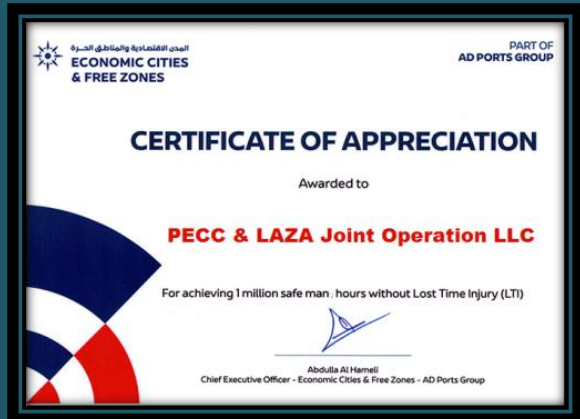 المدن الاقتصادية والمناطق الحـرة
ECONOMIC CITIES
& FREE ZONES
PART OF
AD PORTS GROUP
CERTIFICATE OF APPRECIATION
Awarded to
PECC & LAZA Joint Operation LLC
For achieving 1 million safe man hours without Lost Time Injury (LTI)
Abdulla Al Hameli
Chief Executive Officer - Economic Cities & Free Zones - AD Ports Group